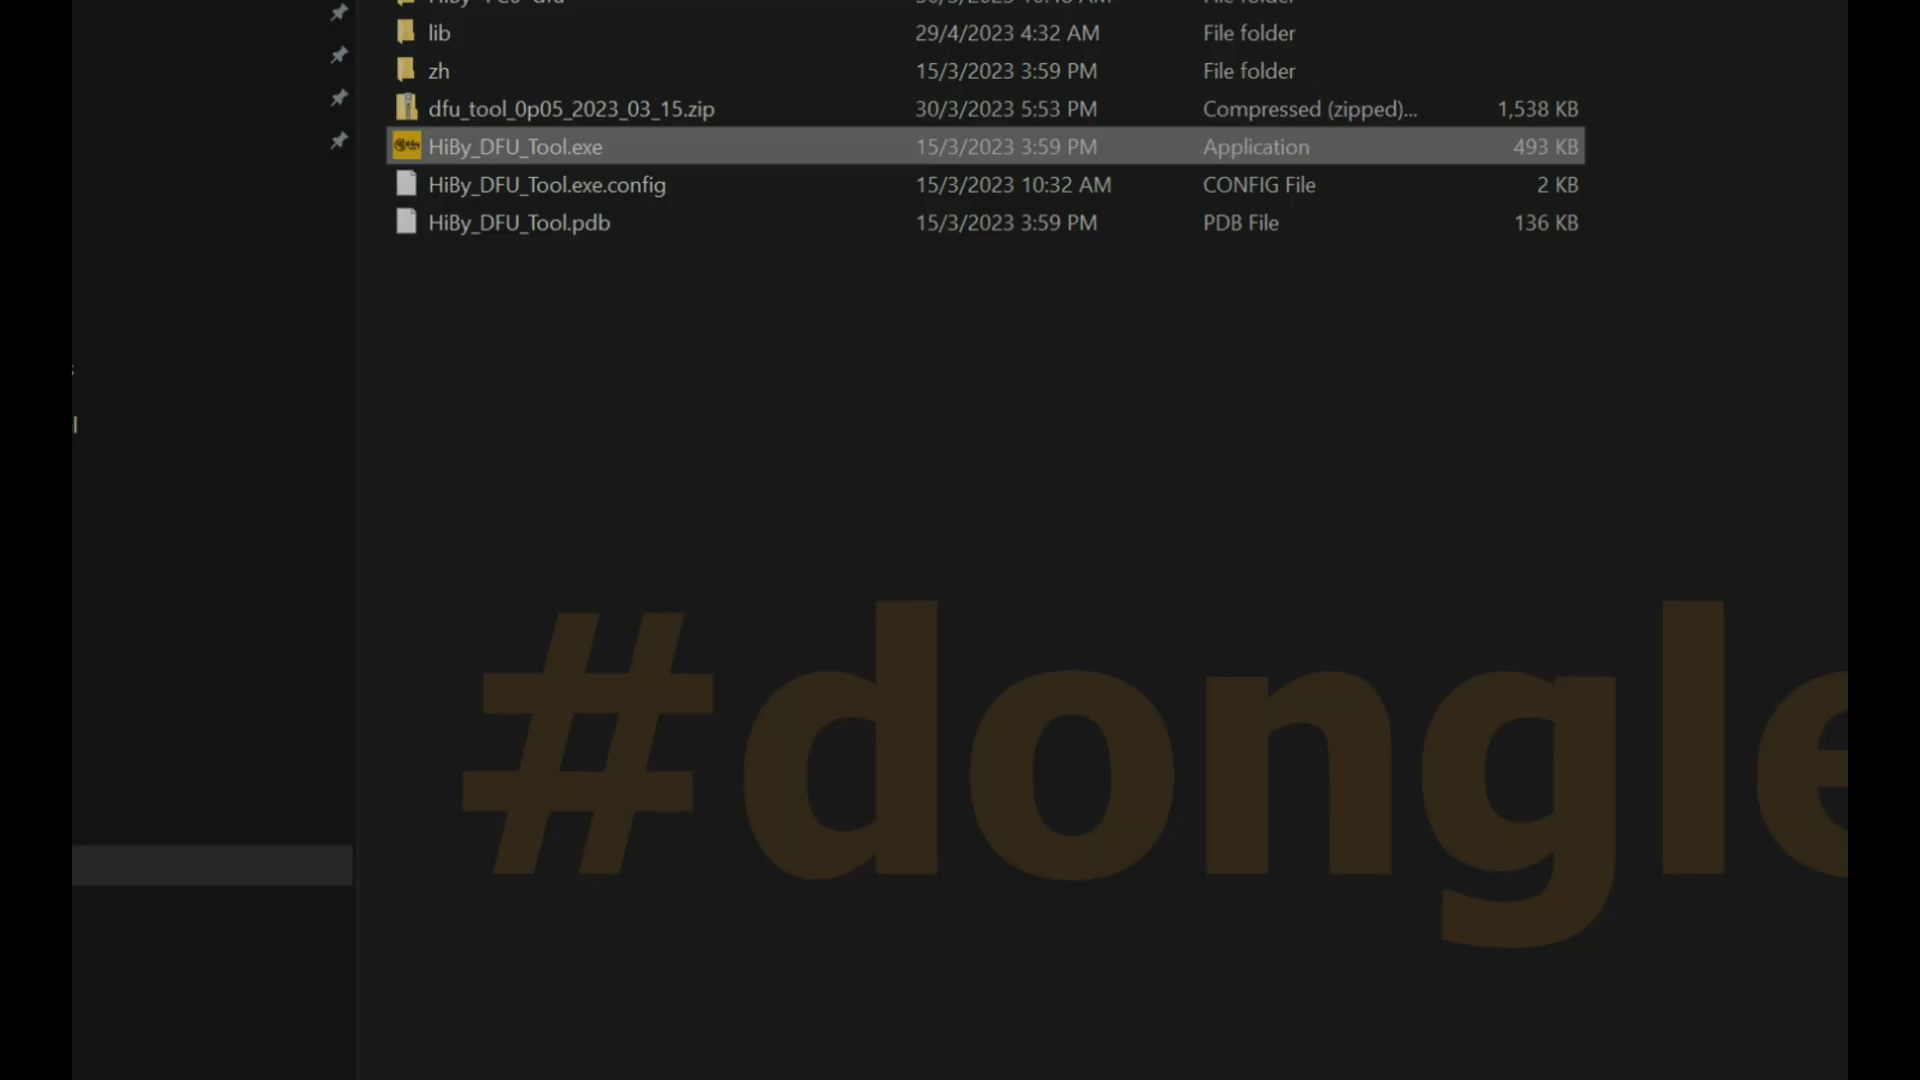 lib 29/4/2023 4:32 AM File folder
zh 15/3/2023 3:59 PM File folder
dfu_tool_0p05_2023_03_15.zip 30/3/2023 5:53 PM Compressed (zipped)... 1,538 KB
HiBy_DFU_Tool.exe 15/3/2023 3:59 PM Application 493 KB
HiBy_DFU_Tool.exe.config 15/3/2023 10:32 AM CONFIG File 2 KB
HiBy_DFU_Tool.pdb 15/3/2023 3:59 PM PDB File 136 KB
#dongle